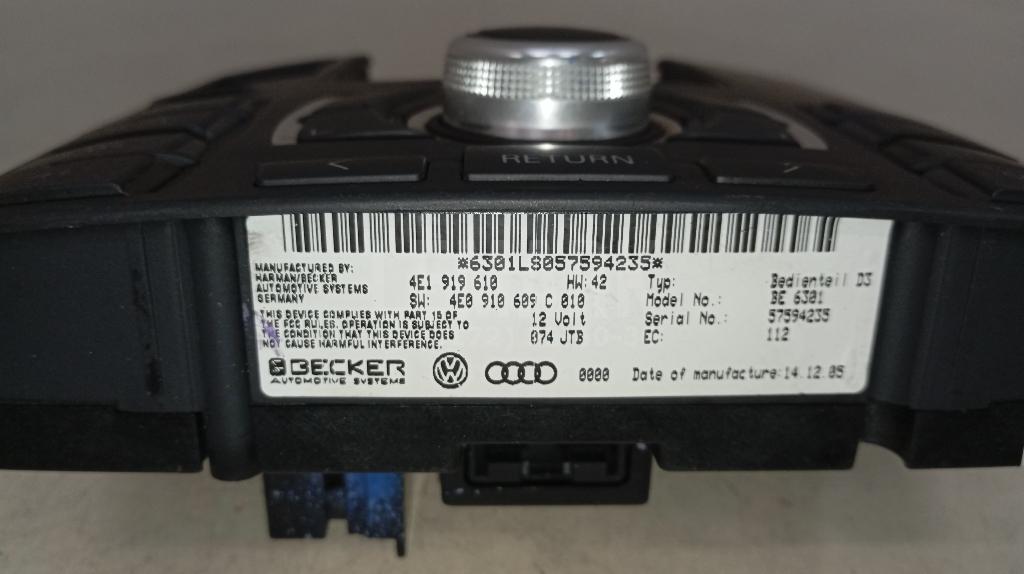 < RETURN >
*6301L8057594235*
MANUFACTURED BY:
HARMAN/BECKER
AUTOMOTIVE SYSTEMS
GERMANY
THIS DEVICE COMPLIES WITH PART 15 OF
THE FCC RULES. OPERATION IS SUBJECT TO
THE CONDITION THAT THIS DEVICE DOES
NOT CAUSE HARMFUL INTERFERENCE.
4E1 919 610 HW:42
SW: 4E0 910 609 C 010
12 Volt
074 JTB
Typ: Bedienteil D3
Model No.: BE 6301
Serial No.: 57594235
EC: 112
BECKER
AUTOMOTIVE SYSTEMS
0000 Date of manufacture:14.12.05